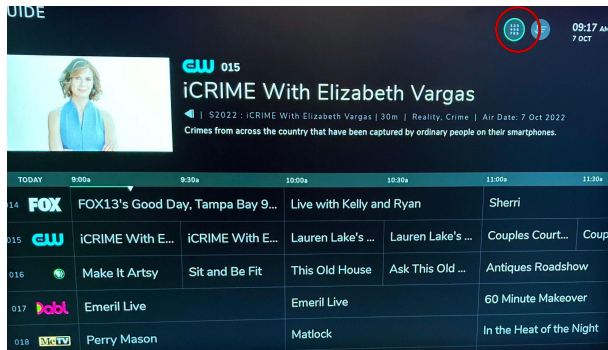 UIDE
09:17 AM
7 OCT
CW 015
iCRIME With Elizabeth Vargas
| S2022 : iCRIME With Elizabeth Vargas | 30m | Reality, Crime | Air Date: 7 Oct 2022
Crimes from across the country that have been captured by ordinary people on their smartphones.
TODAY 9:00a 9:30a 10:00a 10:30a 11:00a 11:30a
14 FOX FOX13's Good Day, Tampa Bay 9... Live with Kelly and Ryan Sherri
015 CW iCRIME With E... iCRIME With E... Lauren Lake's ... Lauren Lake's ... Couples Court... Coup
016 Make It Artsy Sit and Be Fit This Old House Ask This Old ... Antiques Roadshow
017 Dabl Emeril Live Emeril Live 60 Minute Makeover
018 MeTV Perry Mason Matlock In the Heat of the Night